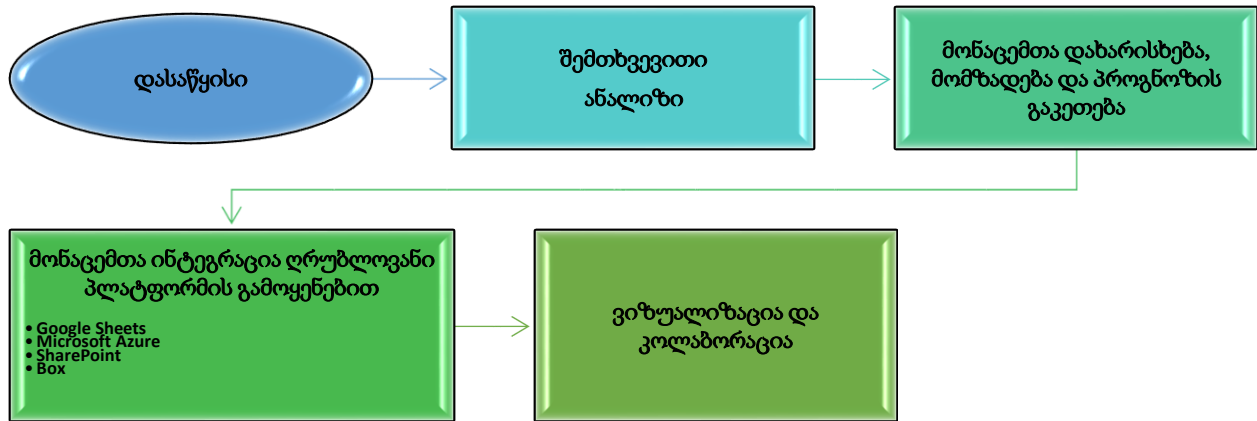 დასაწყისი
შემთხვევითი
ანალიზი
მონაცემთა დახარისხება,
მომზადება და პროგნოზის
გაკეთება
მონაცემთა ინტეგრაცია ღრუბლოვანი
პლატფორმის გამოყენებით
• Google Sheets
• Microsoft Azure
• SharePoint
• Box
ვიზუალიზაცია და
კოლაბორაცია